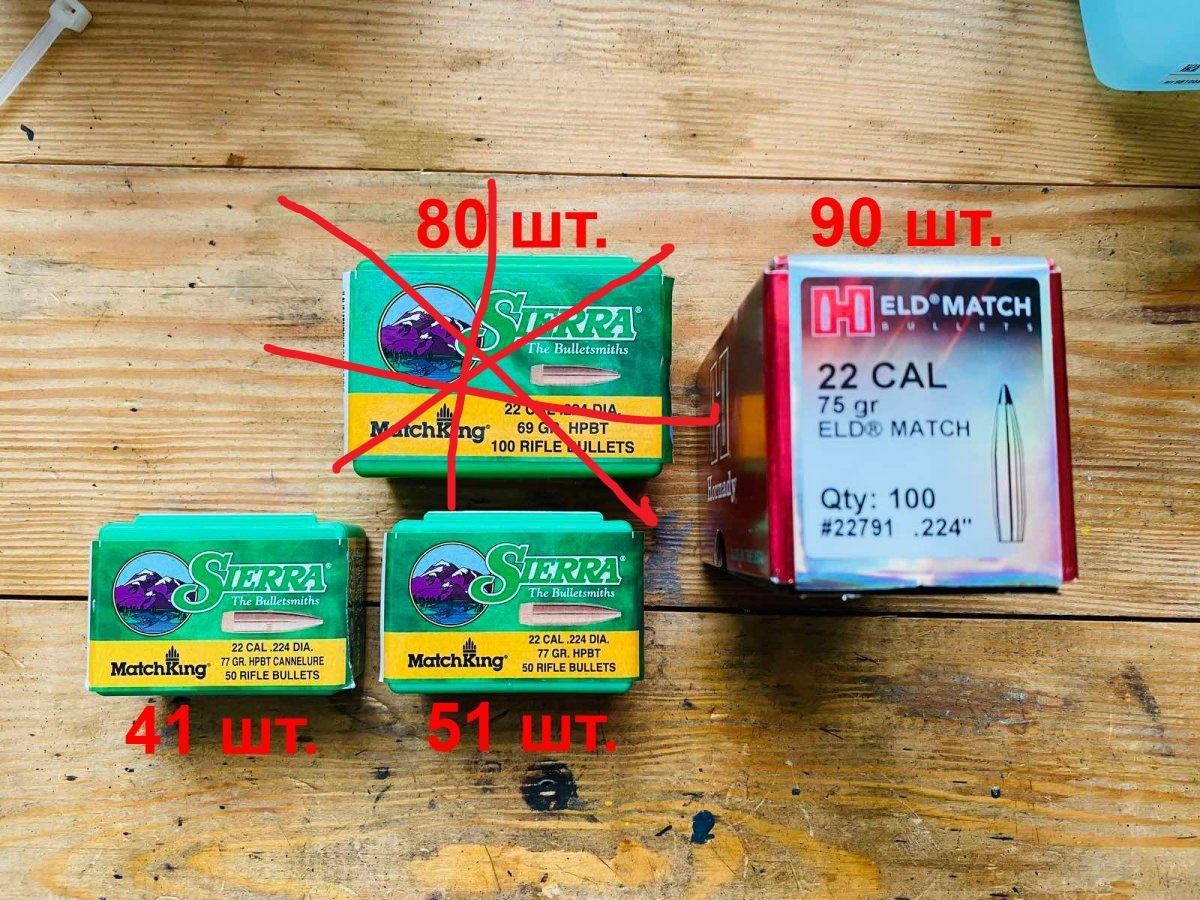 80 шт.
SIERRA®
The Bulletsmiths
MatchKing®
22 CAL .224 DIA.
69 GR. HPBT
100 RIFLE BULLETS
90 шт.
H ELD® MATCH
BULLETS
22 CAL
75 gr
ELD® MATCH
Qty: 100
#22791 .224"
H
Hornady
SIERRA®
The Bulletsmiths
MatchKing®
22 CAL .224 DIA.
77 GR. HPBT CANNELURE
50 RIFLE BULLETS
41 шт.
SIERRA®
The Bulletsmiths
MatchKing®
22 CAL .224 DIA.
77 GR. HPBT
50 RIFLE BULLETS
51 шт.